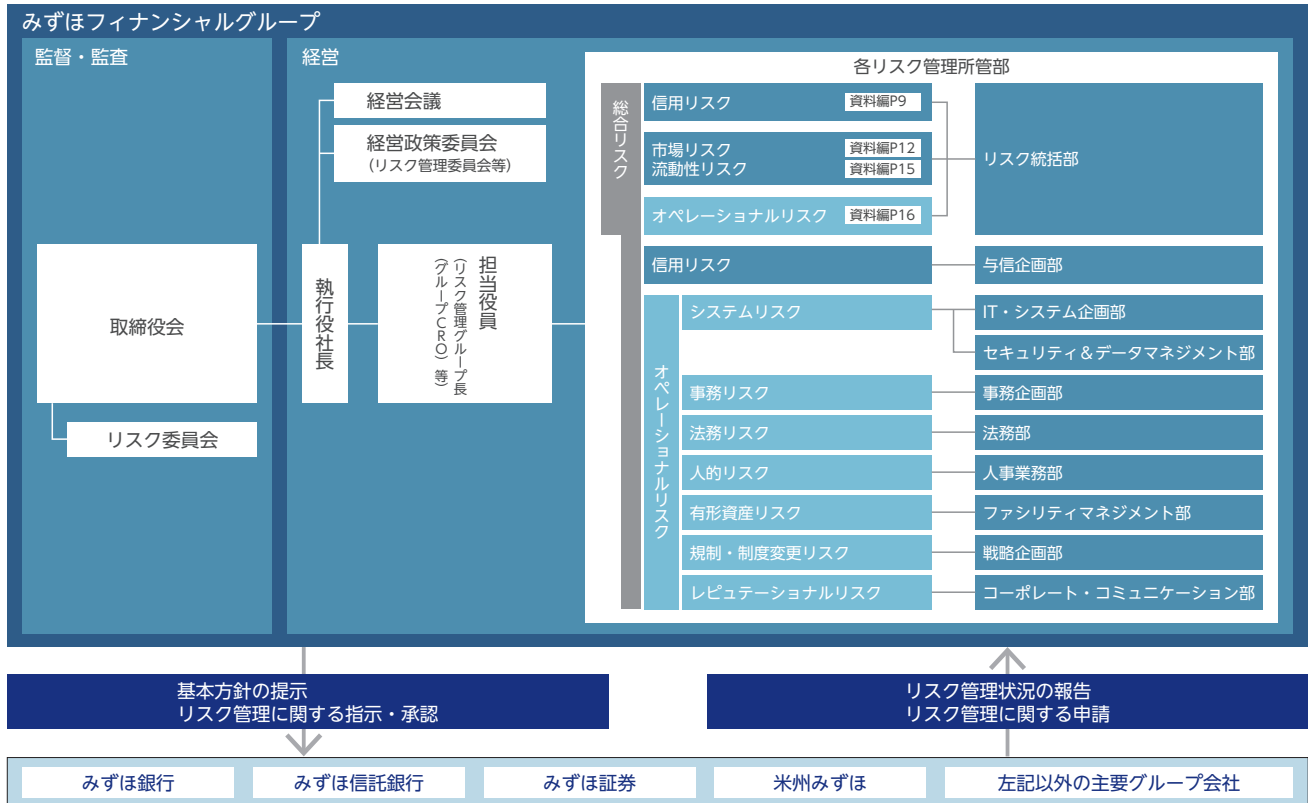 みずほフィナンシャルグループ
監督・監査
経営
各リスク管理所管部
取締役会
リスク委員会
経営会議
経営政策委員会
(リスク管理委員会等)
執行役社長
担当役員
(リスク管理グループ長
(グループCRO)等)
総合リスク
信用リスク
資料編P9
市場リスク
資料編P12
流動性リスク
資料編P15
オペレーショナルリスク
資料編P16
リスク統括部
信用リスク
与信企画部
オペレーショナルリスク
システムリスク
IT・システム企画部
セキュリティ&データマネジメント部
事務リスク
事務企画部
法務リスク
法務部
人的リスク
人事業務部
有形資産リスク
ファシリティマネジメント部
規制・制度変更リスク
戦略企画部
レピュテーショナルリスク
コーポレート・コミュニケーション部
基本方針の提示
リスク管理に関する指示・承認
リスク管理状況の報告
リスク管理に関する申請
みずほ銀行
みずほ信託銀行
みずほ証券
米州みずほ
左記以外の主要グループ会社